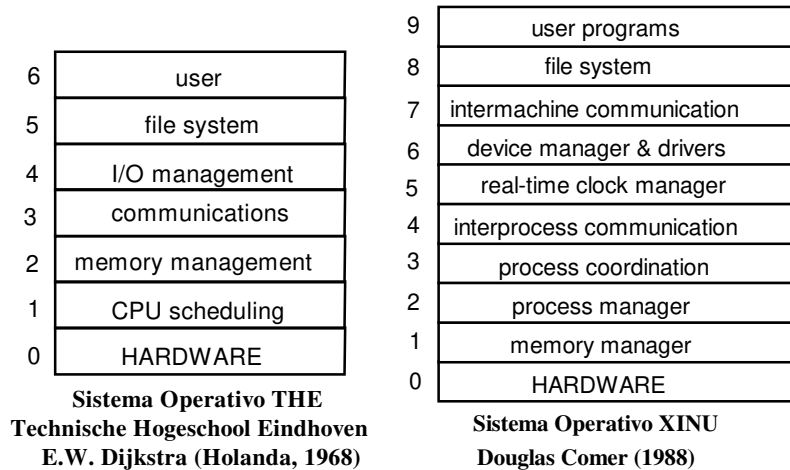 6 user
5 file system
4 I/O management
3 communications
2 memory management
1 CPU scheduling
0 HARDWARE
Sistema Operativo THE
Technische Hogeschool Eindhoven
E.W. Dijkstra (Holanda, 1968)
9 user programs
8 file system
7 intermachine communication
6 device manager & drivers
5 real-time clock manager
4 interprocess communication
3 process coordination
2 process manager
1 memory manager
0 HARDWARE
Sistema Operativo XINU
Douglas Comer (1988)